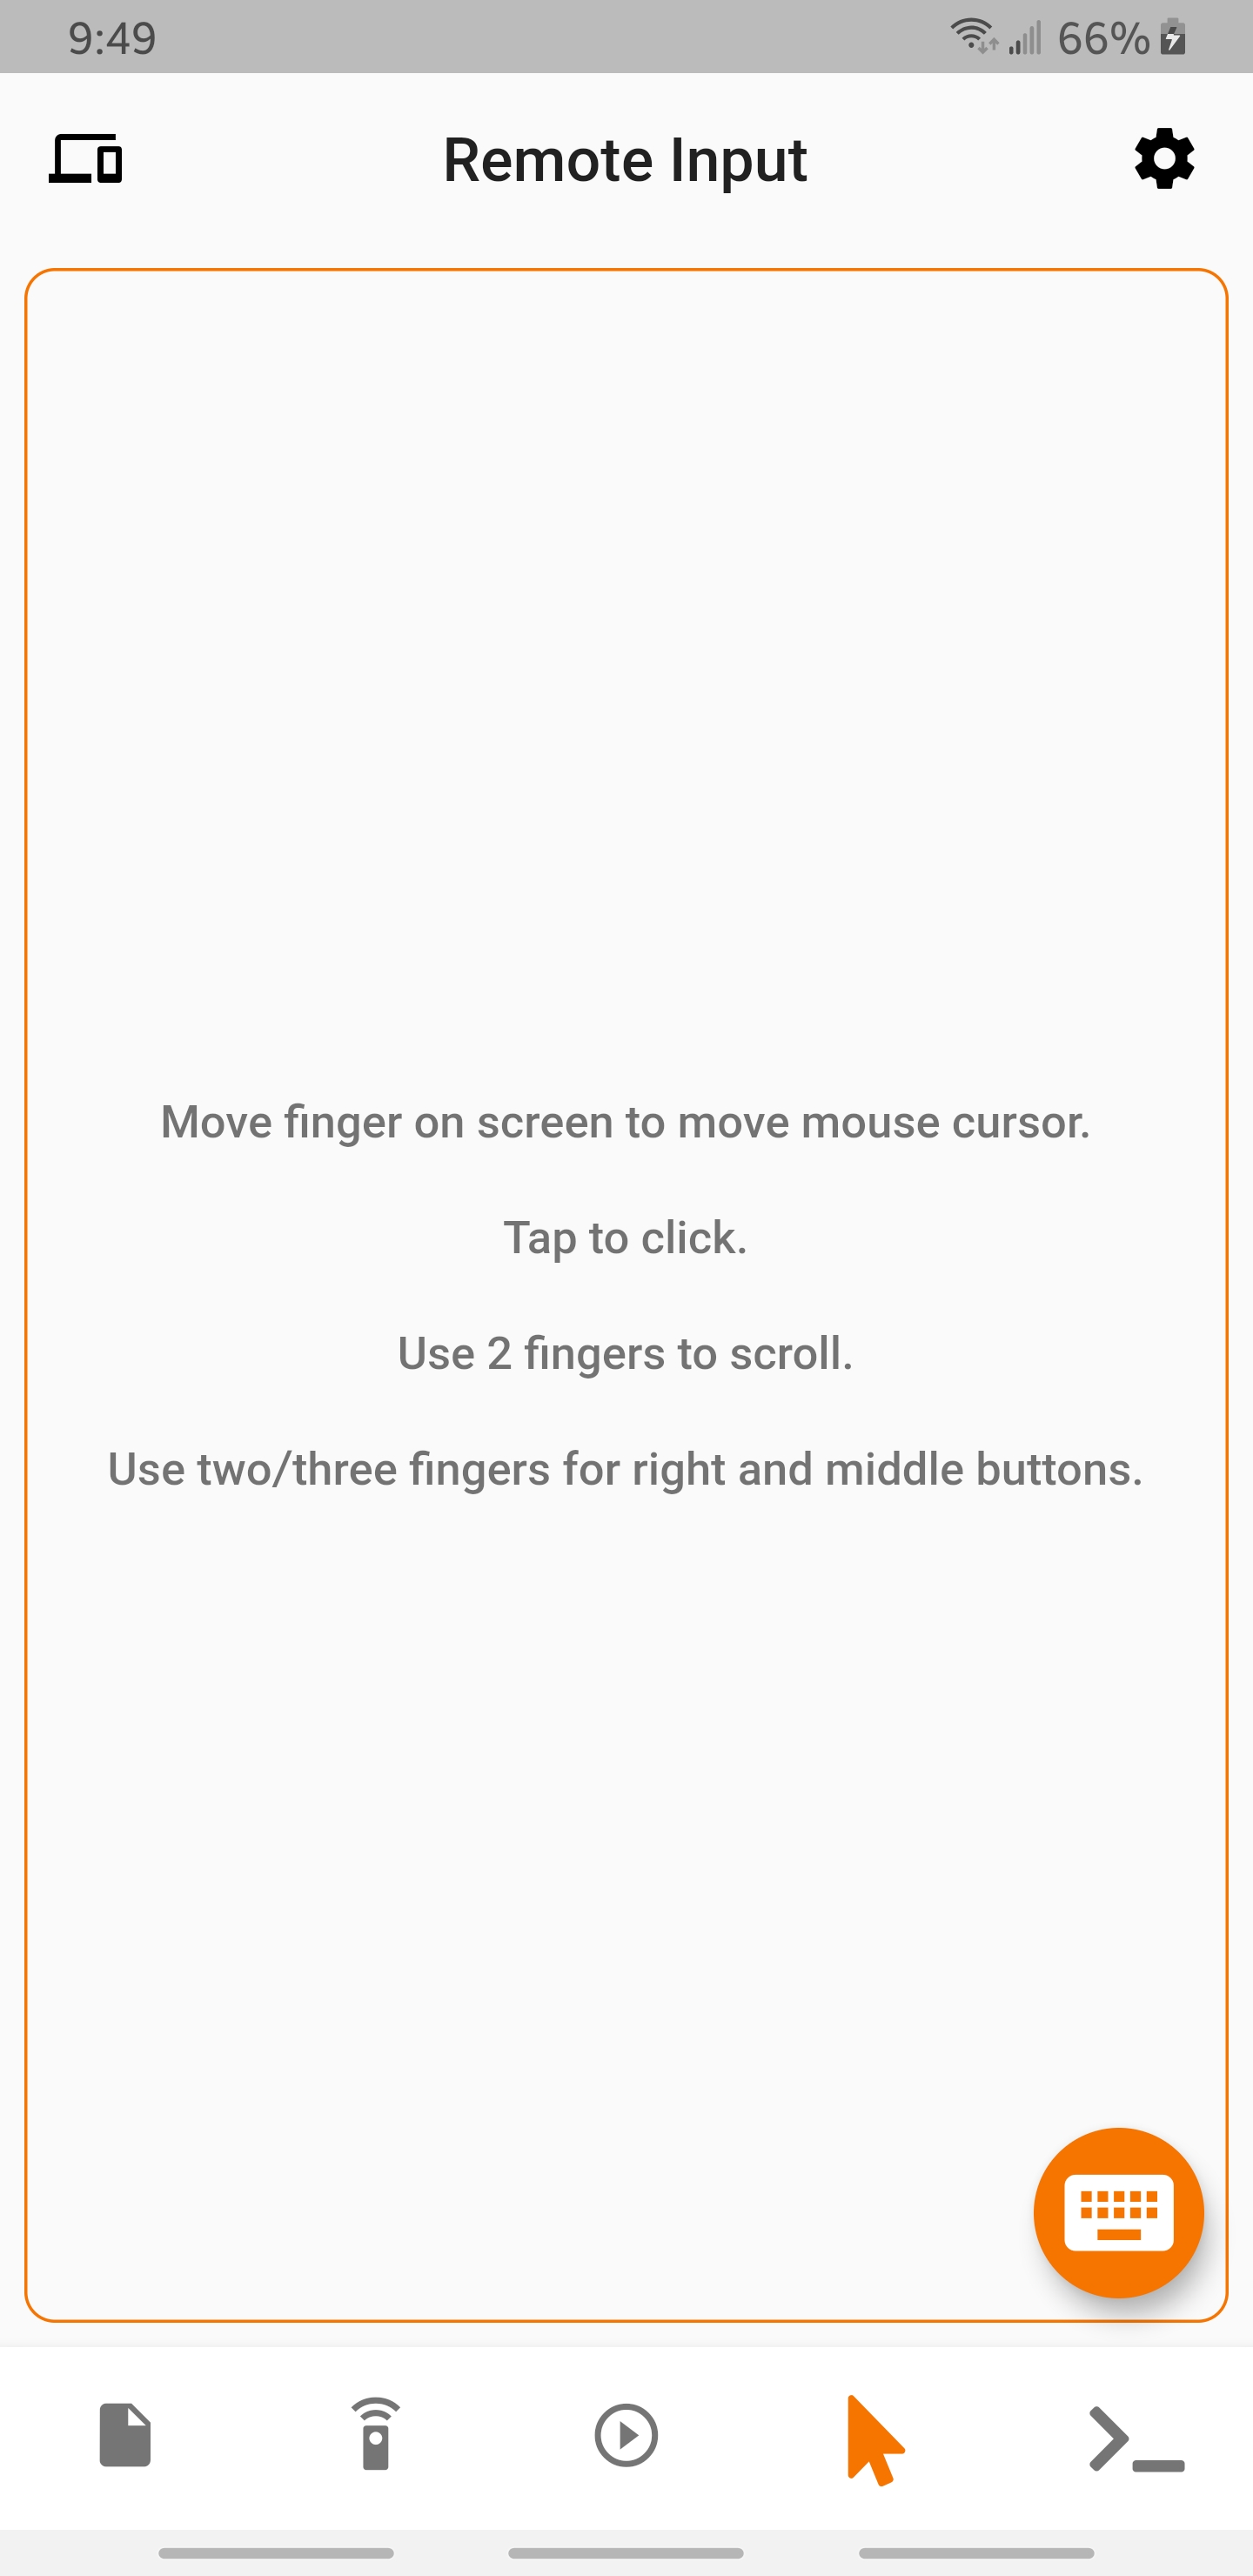 9:49
66%
Remote Input
Move finger on screen to move mouse cursor.
Tap to click.
Use 2 fingers to scroll.
Use two/three fingers for right and middle buttons.